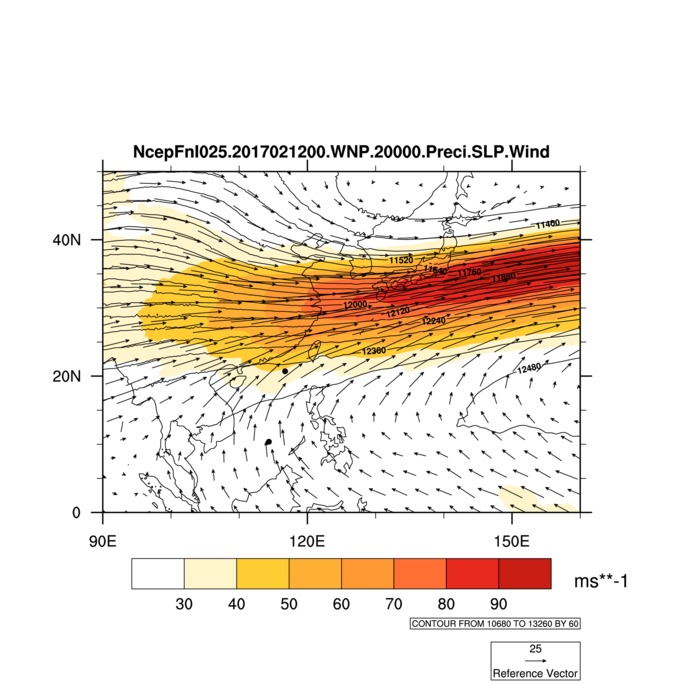 NcepFnl025.2017021200.WNP.20000.Preci.SLP.Wind
40N
20N
0
90E 120E 150E
11400
11520
11640
11760
11880
12000
12120
12240
12360
12480
30 40 50 60 70 80 90
ms**-1
CONTOUR FROM 10680 TO 13260 BY 60
25
Reference Vector